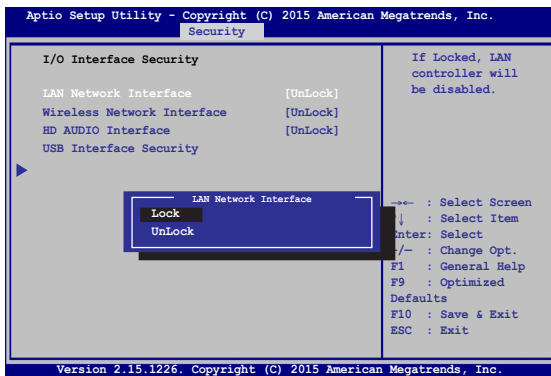 Aptio Setup Utility - Copyright (C) 2015 American Megatrends, Inc.
Security
I/O Interface Security
LAN Network Interface [UnLock]
Wireless Network Interface [UnLock]
HD AUDIO Interface [UnLock]
USB Interface Security
If Locked, LAN
controller will
be disabled.
LAN Network Interface
Lock
UnLock
→← : Select Screen
↓ : Select Item
Enter: Select
/— : Change Opt.
F1 : General Help
F9 : Optimized
Defaults
F10 : Save & Exit
ESC : Exit
Version 2.15.1226. Copyright (C) 2015 American Megatrends, Inc.